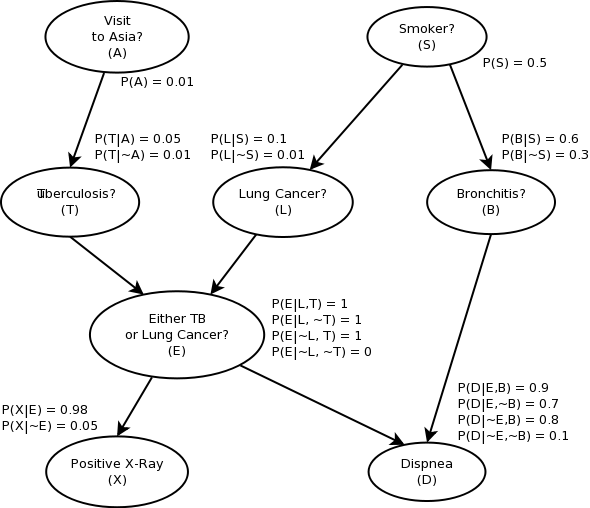 Visit
to Asia?
(A)
Smoker?
(S)
P(A) = 0.01
P(S) = 0.5
P(T|A) = 0.05
P(T|~A) = 0.01
P(L|S) = 0.1
P(L|~S) = 0.01
P(B|S) = 0.6
P(B|~S) = 0.3
Tuberculosis?
(T)
Lung Cancer?
(L)
Bronchitis?
(B)
Either TB
or Lung Cancer?
(E)
P(E|L,T) = 1
P(E|L, ~T) = 1
P(E|~L, T) = 1
P(E|~L, ~T) = 0
P(X|E) = 0.98
P(X|~E) = 0.05
P(D|E,B) = 0.9
P(D|E,~B) = 0.7
P(D|~E,B) = 0.8
P(D|~E,~B) = 0.1
Positive X-Ray
(X)
Dispnea
(D)